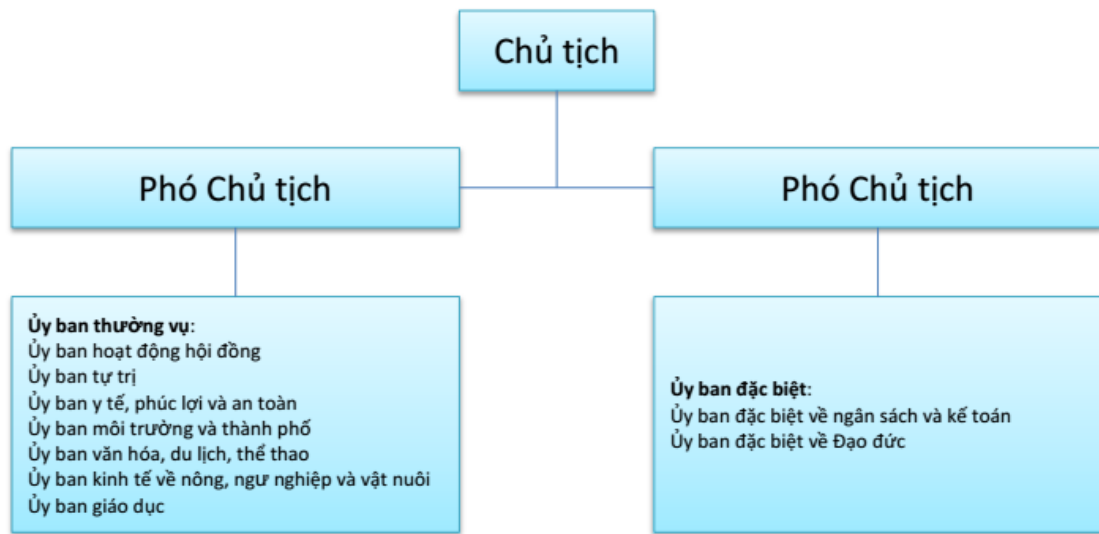 Chủ tịch
Phó Chủ tịch
Phó Chủ tịch
Ủy ban thường vụ:
Ủy ban hoạt động hội đồng
Ủy ban tự trị
Ủy ban y tế, phúc lợi và an toàn
Ủy ban môi trường và thành phố
Ủy ban văn hóa, du lịch, thể thao
Ủy ban kinh tế về nông, ngư nghiệp và vật nuôi
Ủy ban giáo dục
Ủy ban đặc biệt:
Ủy ban đặc biệt về ngân sách và kế toán
Ủy ban đặc biệt về Đạo đức